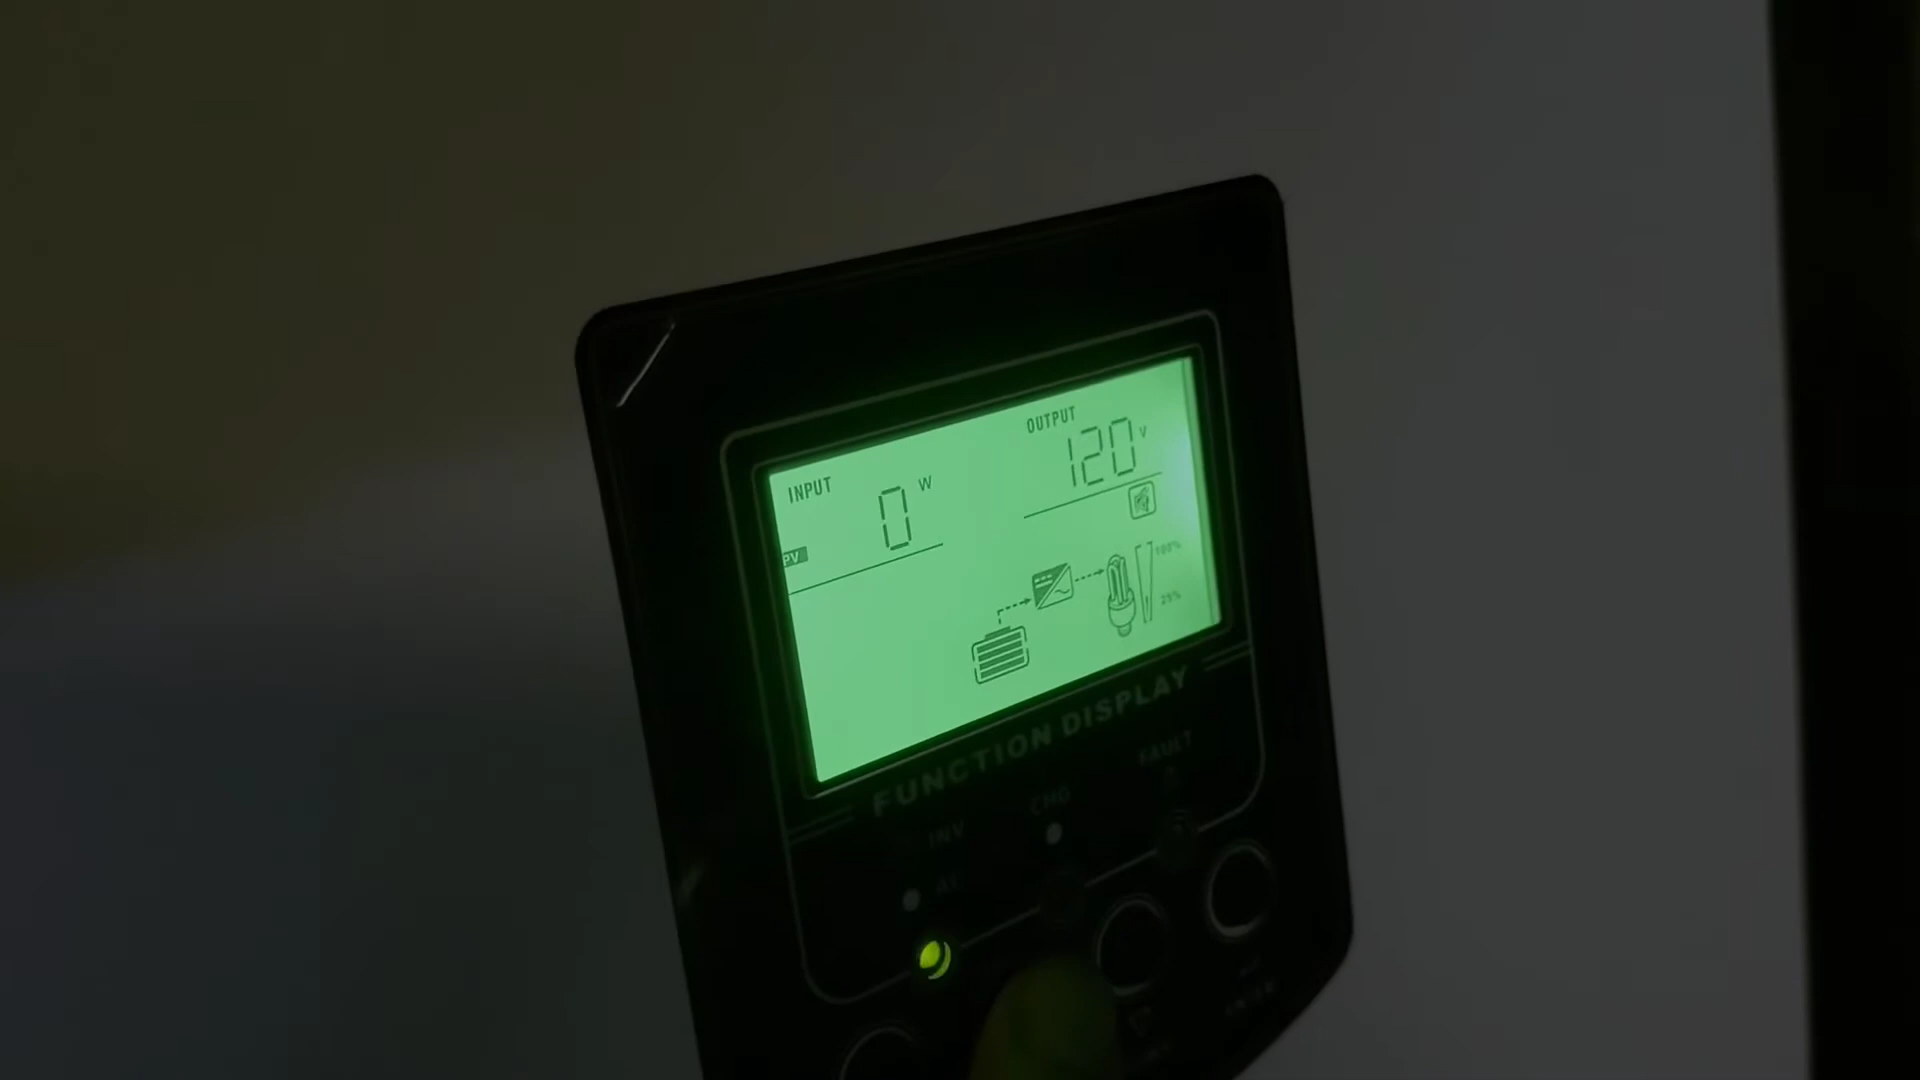 OUTPUT
120 V
INPUT
0 W
PV
100%
25%
FUNCTION DISPLAY
FAULT
CHG
INV
AC